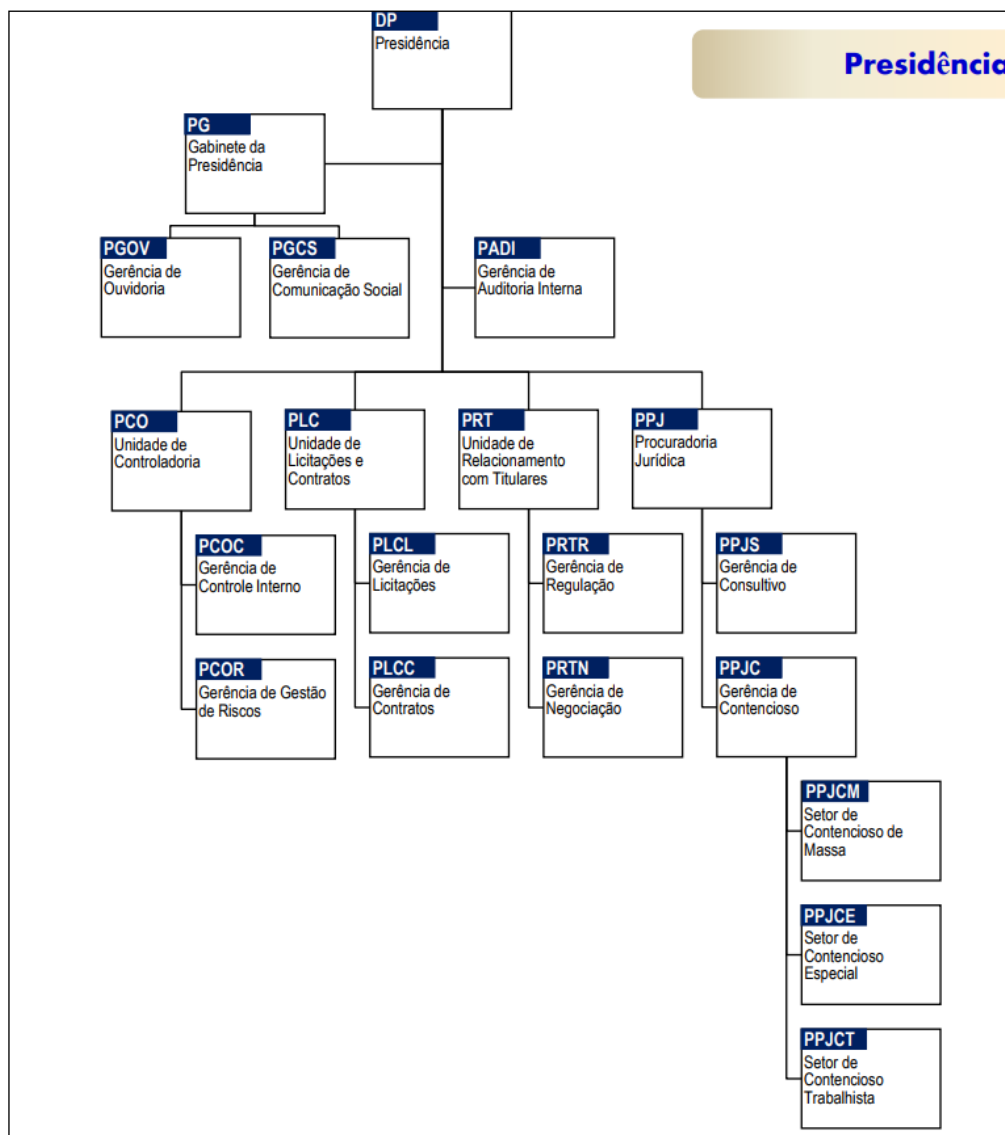 DP
Presidência
Presidência
PG
Gabinete da
Presidência
PGOV
Gerência de
Ouvidoria
PGCS
Gerência de
Comunicação Social
PADI
Gerência de
Auditoria Interna
PCO
Unidade de
Controladoria
PLC
Unidade de
Licitações e
Contratos
PRT
Unidade de
Relacionamento
com Titulares
PPJ
Procuradoria
Jurídica
PCOC
Gerência de
Controle Interno
PLCL
Gerência de
Licitações
PRTR
Gerência de
Regulação
PPJS
Gerência de
Consultivo
PCOR
Gerência de Gestão
de Riscos
PLCC
Gerência de
Contratos
PRTN
Gerência de
Negociação
PPJC
Gerência de
Contencioso
PPJCM
Setor de
Contencioso de
Massa
PPJCE
Setor de
Contencioso
Especial
PPJCT
Setor de
Contencioso
Trabalhista